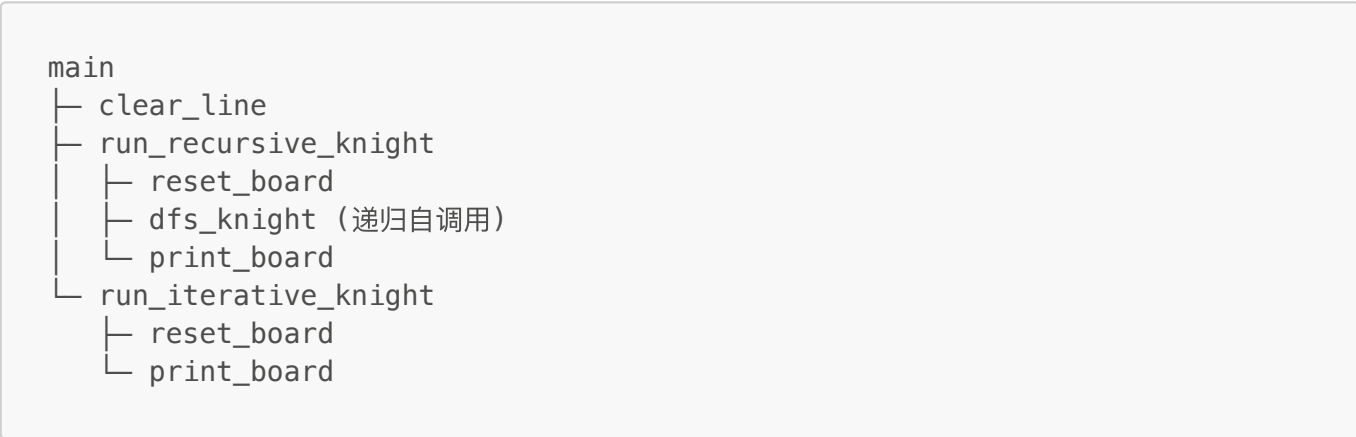 main
├─ clear_line
├─ run_recursive_knight
│  ├─ reset_board
│  ├─ dfs_knight (递归自调用)
│  └─ print_board
└─ run_iterative_knight
   ├─ reset_board
   └─ print_board